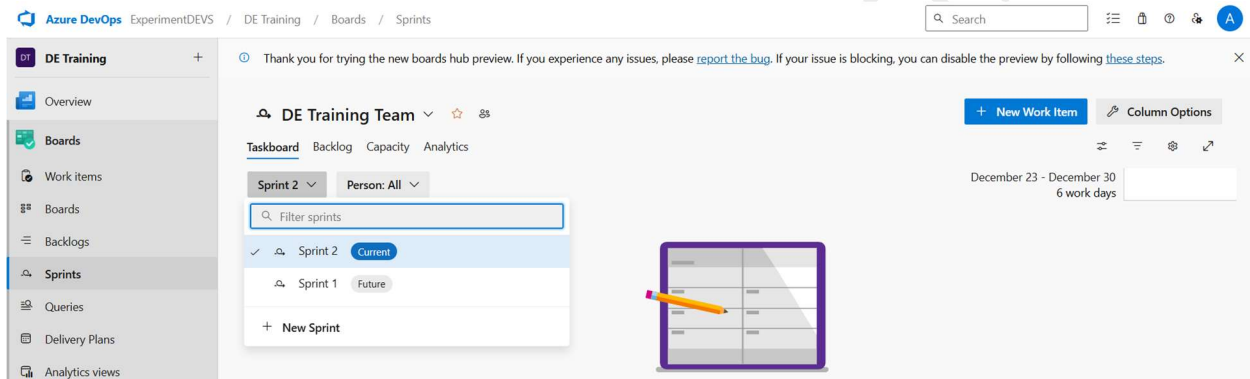 Azure DevOps ExperimentDEVS / DE Training / Boards / Sprints Search A
DT DE Training +
Thank you for trying the new boards hub preview. If you experience any issues, please report the bug. If your issue is blocking, you can disable the preview by following these steps.
Overview
Boards
Work items
Boards
Backlogs
Sprints
Queries
Delivery Plans
Analytics views
DE Training Team
+ New Work Item Column Options
Taskboard Backlog Capacity Analytics
Sprint 2 Person: All
December 23 - December 30
6 work days
Filter sprints
Sprint 2 Current
Sprint 1 Future
+ New Sprint